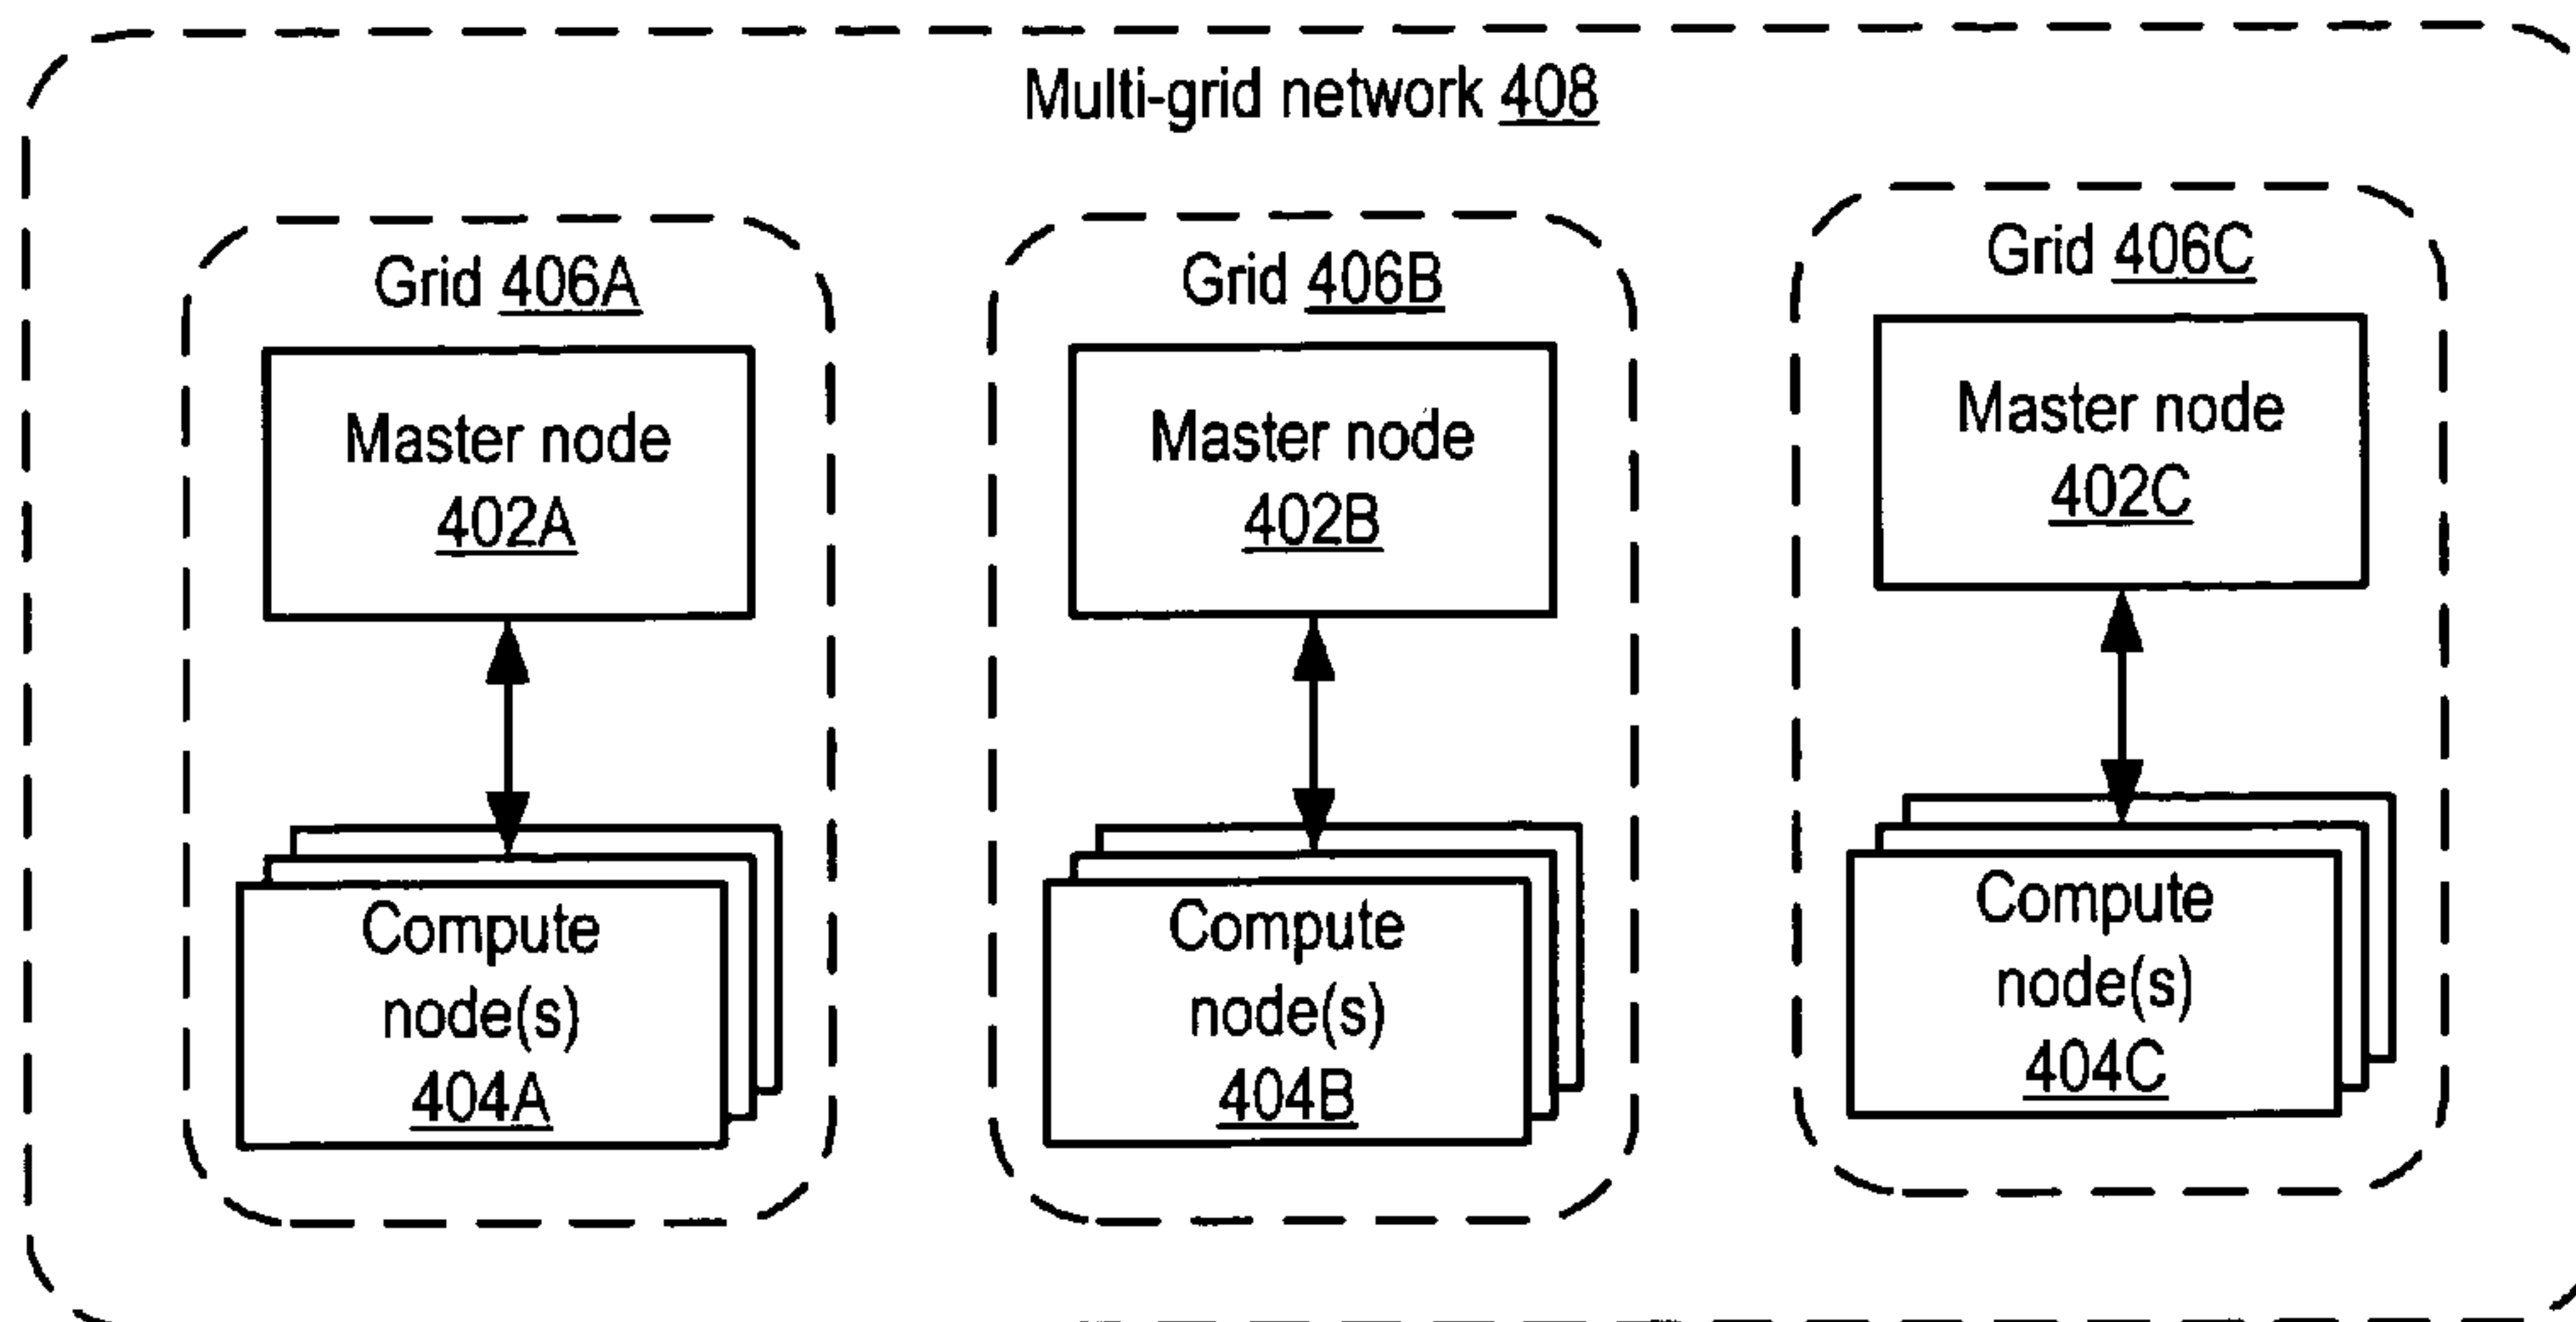 Multi-grid network 408
Grid 406A
Master node
402A
Compute
node(s)
404A
Grid 406B
Master node
402B
Compute
node(s)
404B
Grid 406C
Master node
402C
Compute
node(s)
404C